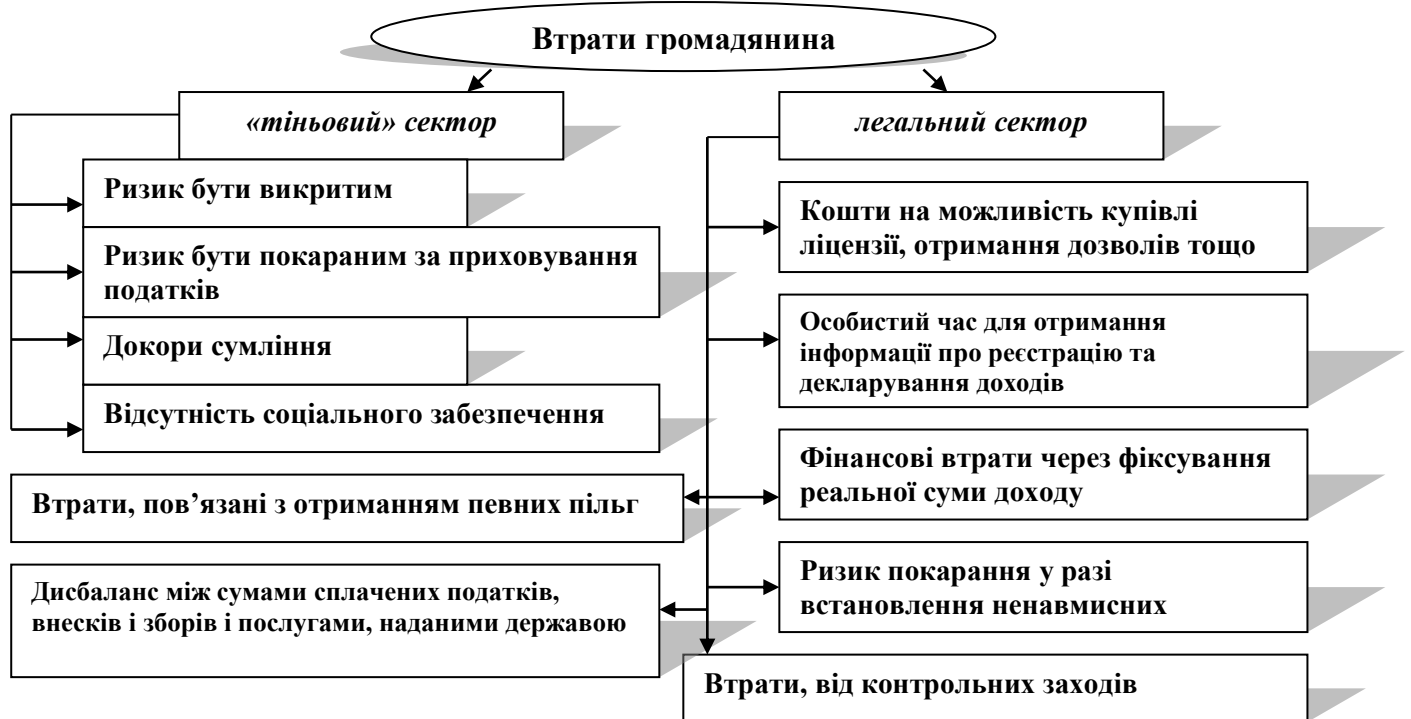 Втрати громадянина
«тіньовий» сектор
Ризик бути викритим
Ризик бути покараним за приховування
податків
Докори сумління
Відсутність соціального забезпечення
легальний сектор
Кошти на можливість купівлі
ліцензії, отримання дозволів тощо
Особистий час для отримання
інформації про реєстрацію та
декларування доходів
Фінансові втрати через фіксування
реальної суми доходу
Ризик покарання у разі
встановлення ненавмисних
Втрати, пов’язані з отриманням певних пільг
Дисбаланс між сумами сплачених податків,
внесків і зборів і послугами, наданими державою
Втрати, від контрольних заходів